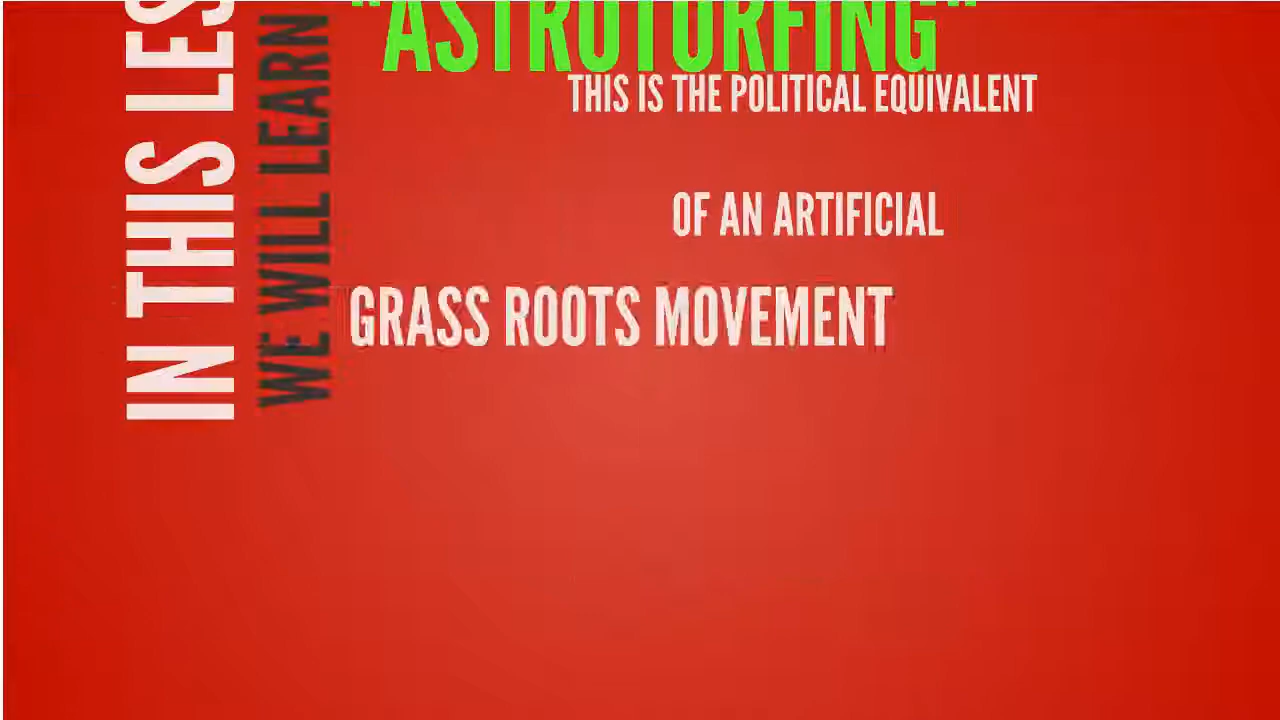 IN THIS LES
WE WILL LEARN
"ASTROTURFING"
THIS IS THE POLITICAL EQUIVALENT
OF AN ARTIFICIAL
GRASS ROOTS MOVEMENT